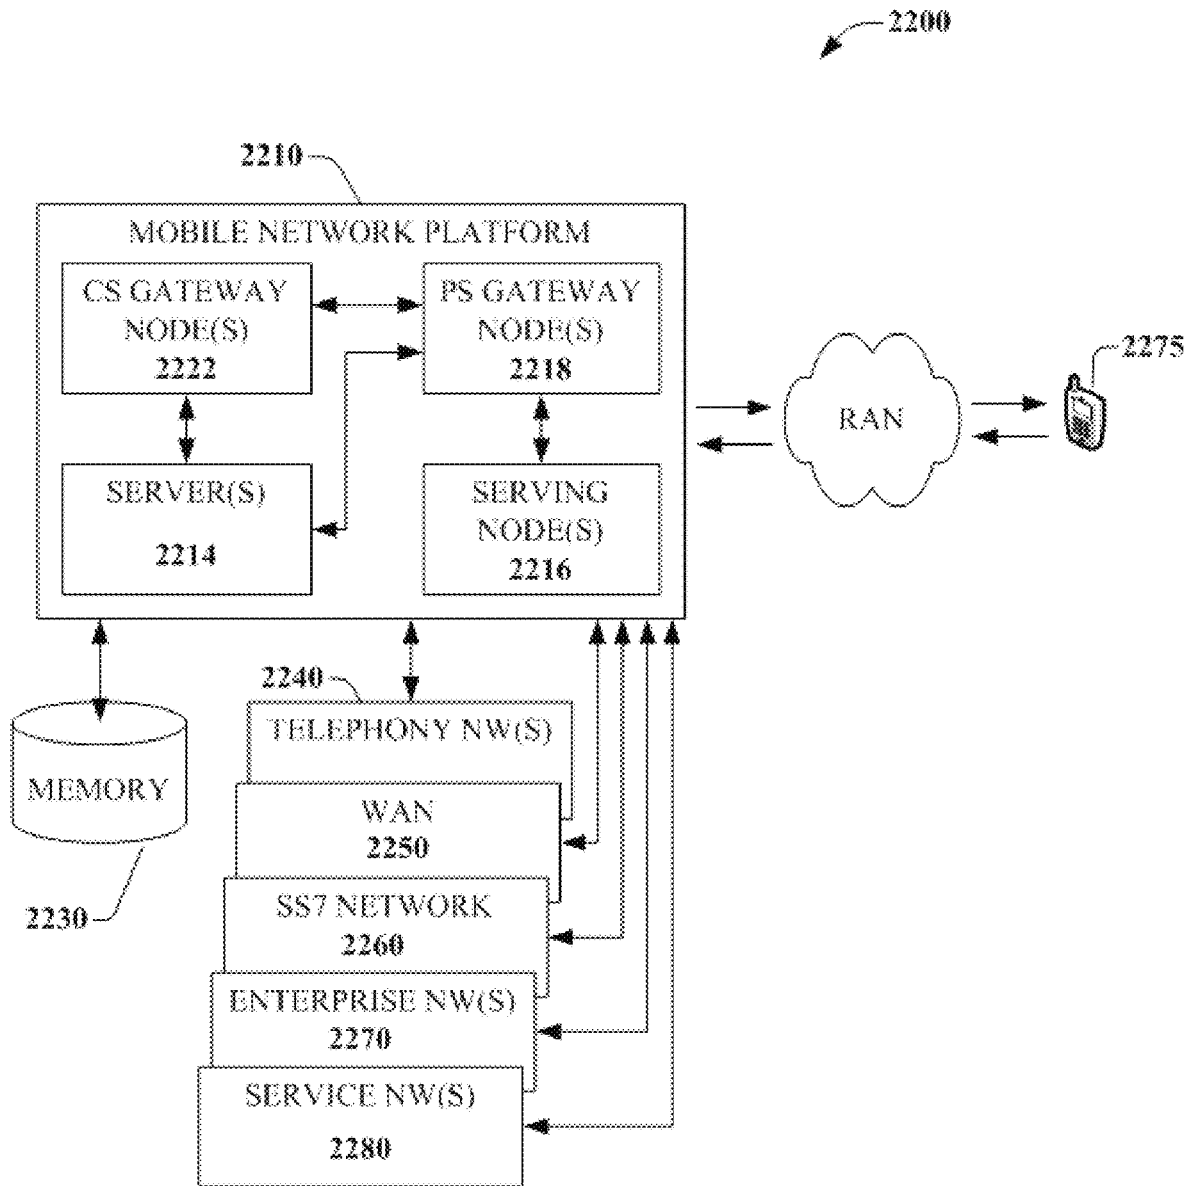 2200
2210
MOBILE NETWORK PLATFORM
CS GATEWAY
NODE(S)
2222
PS GATEWAY
NODE(S)
2218
SERVER(S)
2214
SERVING
NODE(S)
2216
RAN
2275
2240
TELEPHONY NW(S)
MEMORY
2230
WAN
2250
SS7 NETWORK
2260
ENTERPRISE NW(S)
2270
SERVICE NW(S)
2280